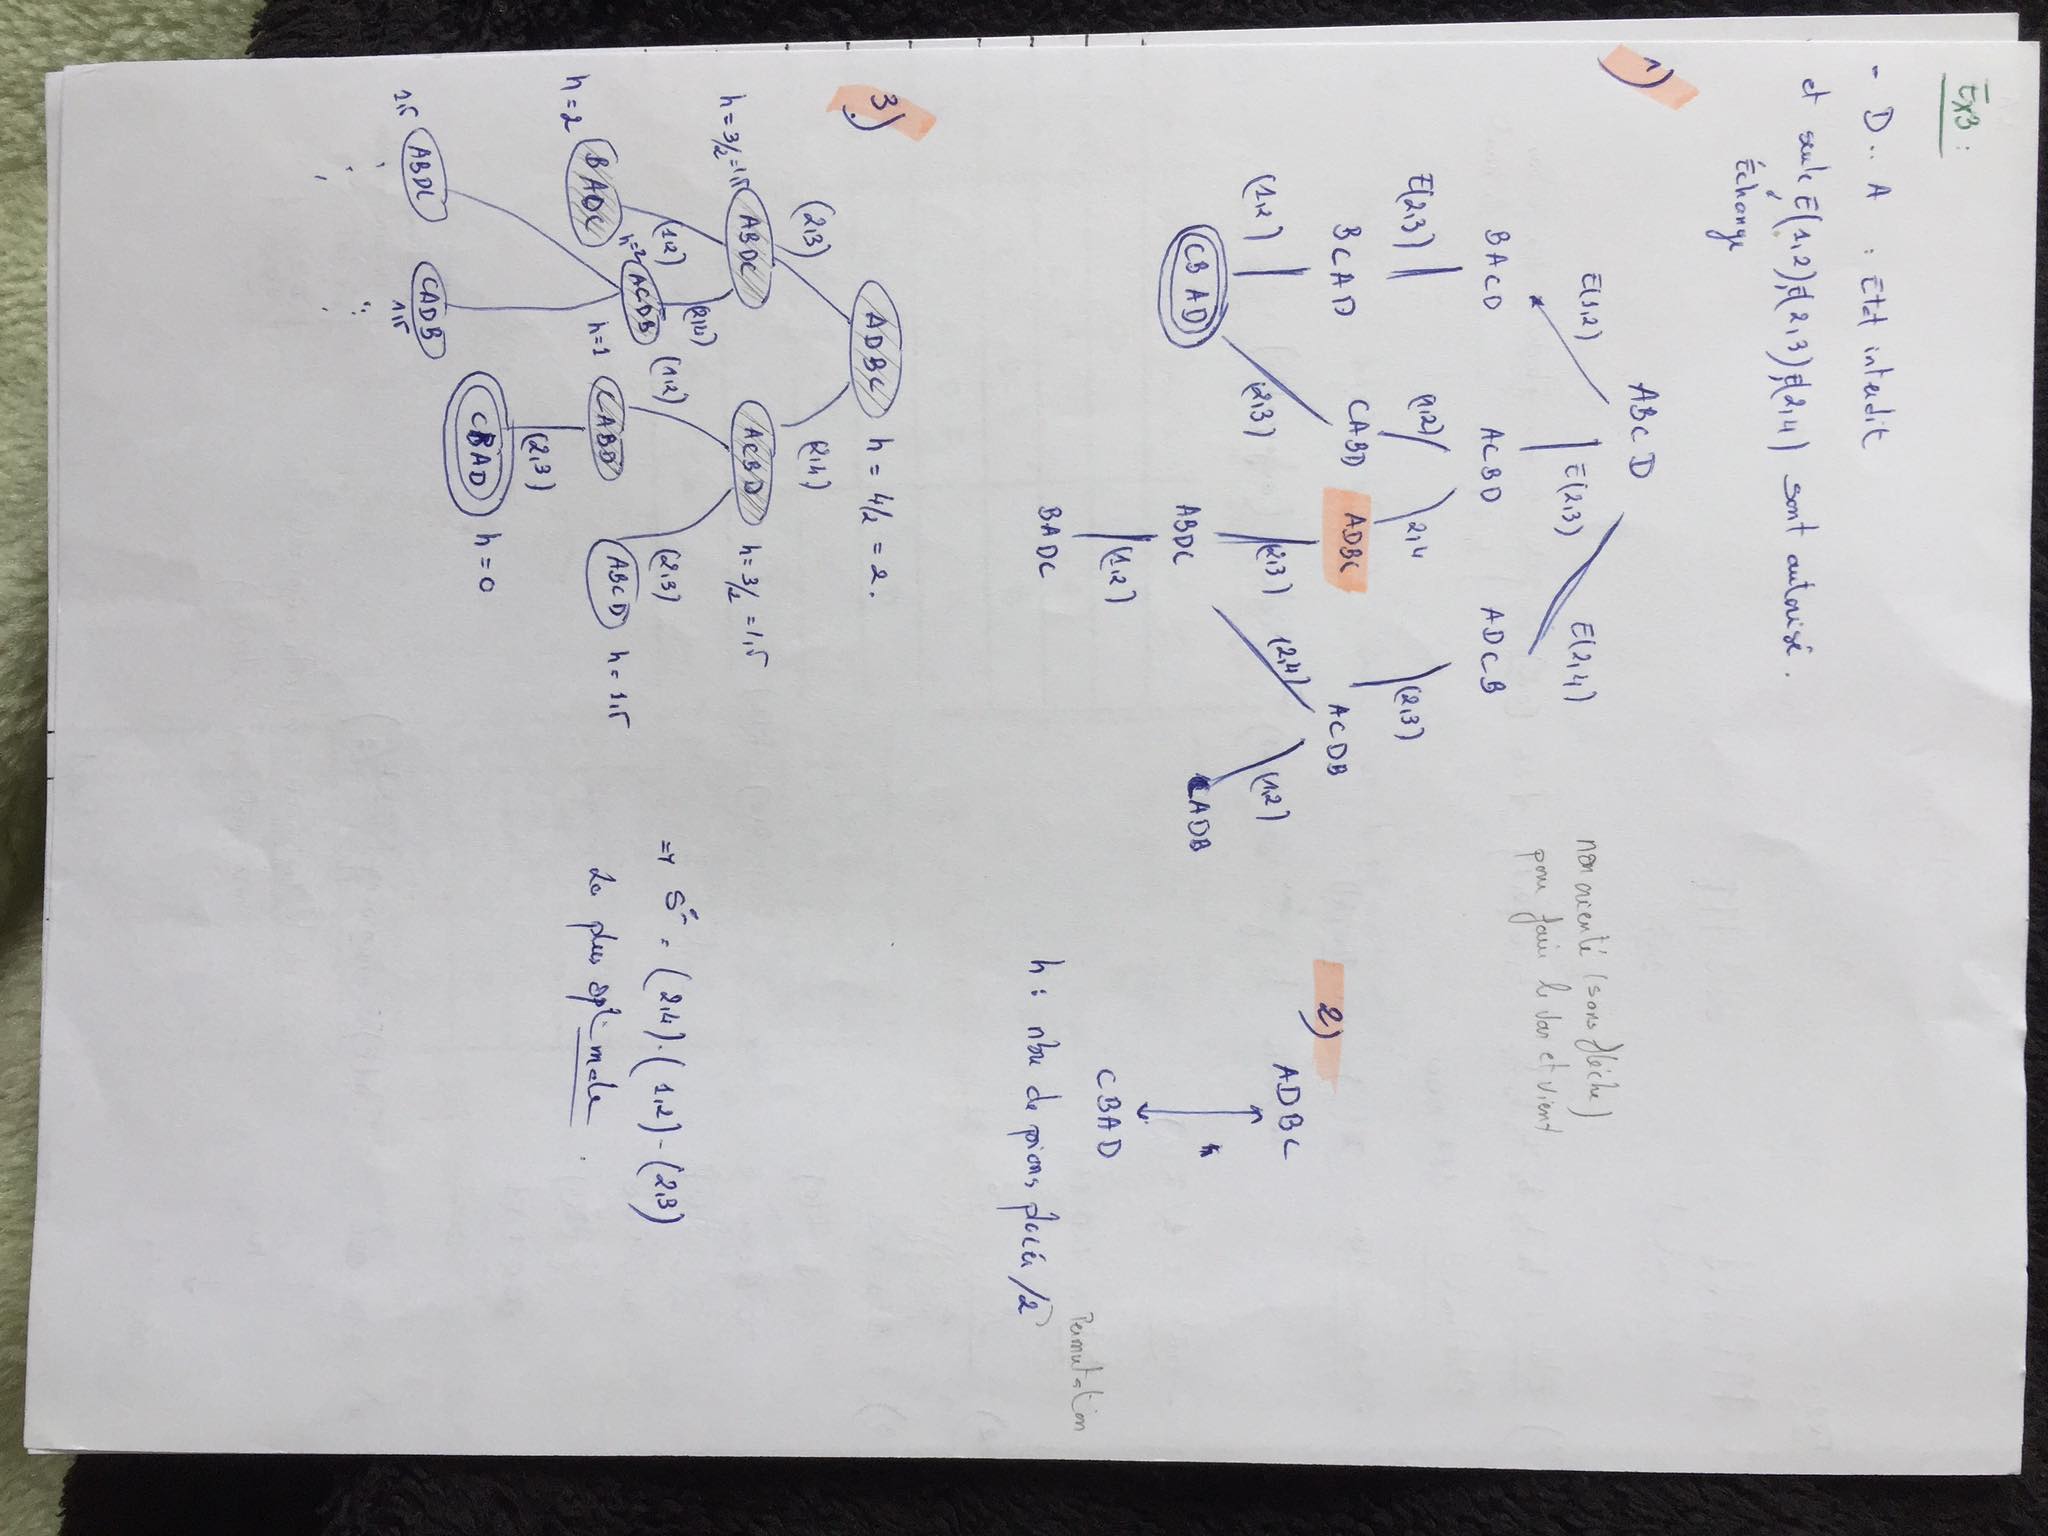 Ex3 :
- D .. A : Etat interdit
et seule E(1,2), E(2,3), E(2,4) sont autorisé.
Échange
1)
ABCD
E(1,2)
E(2,3)
E(2,4)
BACD
ACBD
ADCB
non orienté (sans flèche)
pour faire le va et vient
E(2,3)
(1,2)
2,4
(2,3)
BCAD
CABD
ADBC
ACDB
(1,2)
(2,3)
(2,3)
(2,4)
(1,2)
CBAD
ABDC
CADB
(1,2)
BADC
2)
ADBC
h
CBAD
h : nbre de pions placés /2
Permutation
3.)
ADBC
h = 4/2 = 2.
(2,3)
(2,4)
h = 3/2 = 1,5
ABDC
ACBD
h = 3/2 = 1,5
(1,2)
(2,4)
(1,2)
(2,3)
h = 2
BADC
h=2
ACDB
h = 1
CABD
ABCD
h = 1,5
(2,3)
1,5
ABDC
CADB
1,5
CBAD
h = 0
= (2,4) . (1,2) - (2,3)
La plus optimale